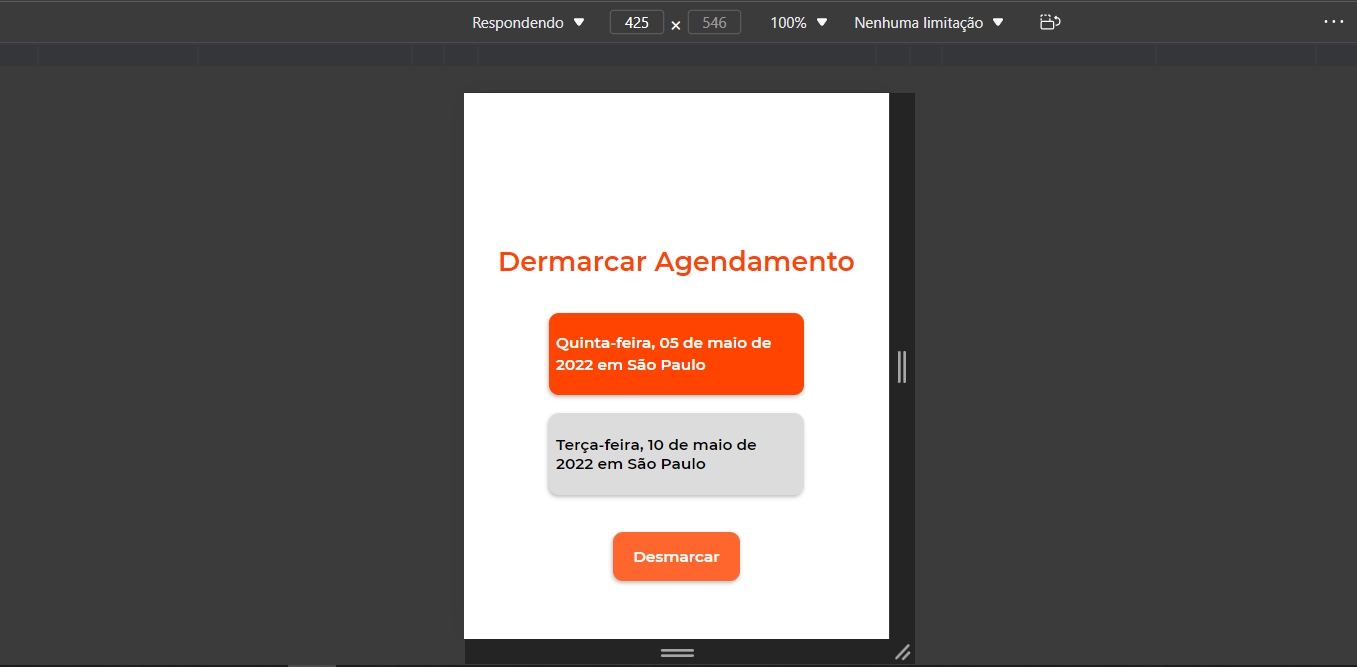 Respondendo 425 × 546 100% Nenhuma limitação
Dermarcar Agendamento
Quinta-feira, 05 de maio de
2022 em São Paulo
Terça-feira, 10 de maio de
2022 em São Paulo
Desmarcar